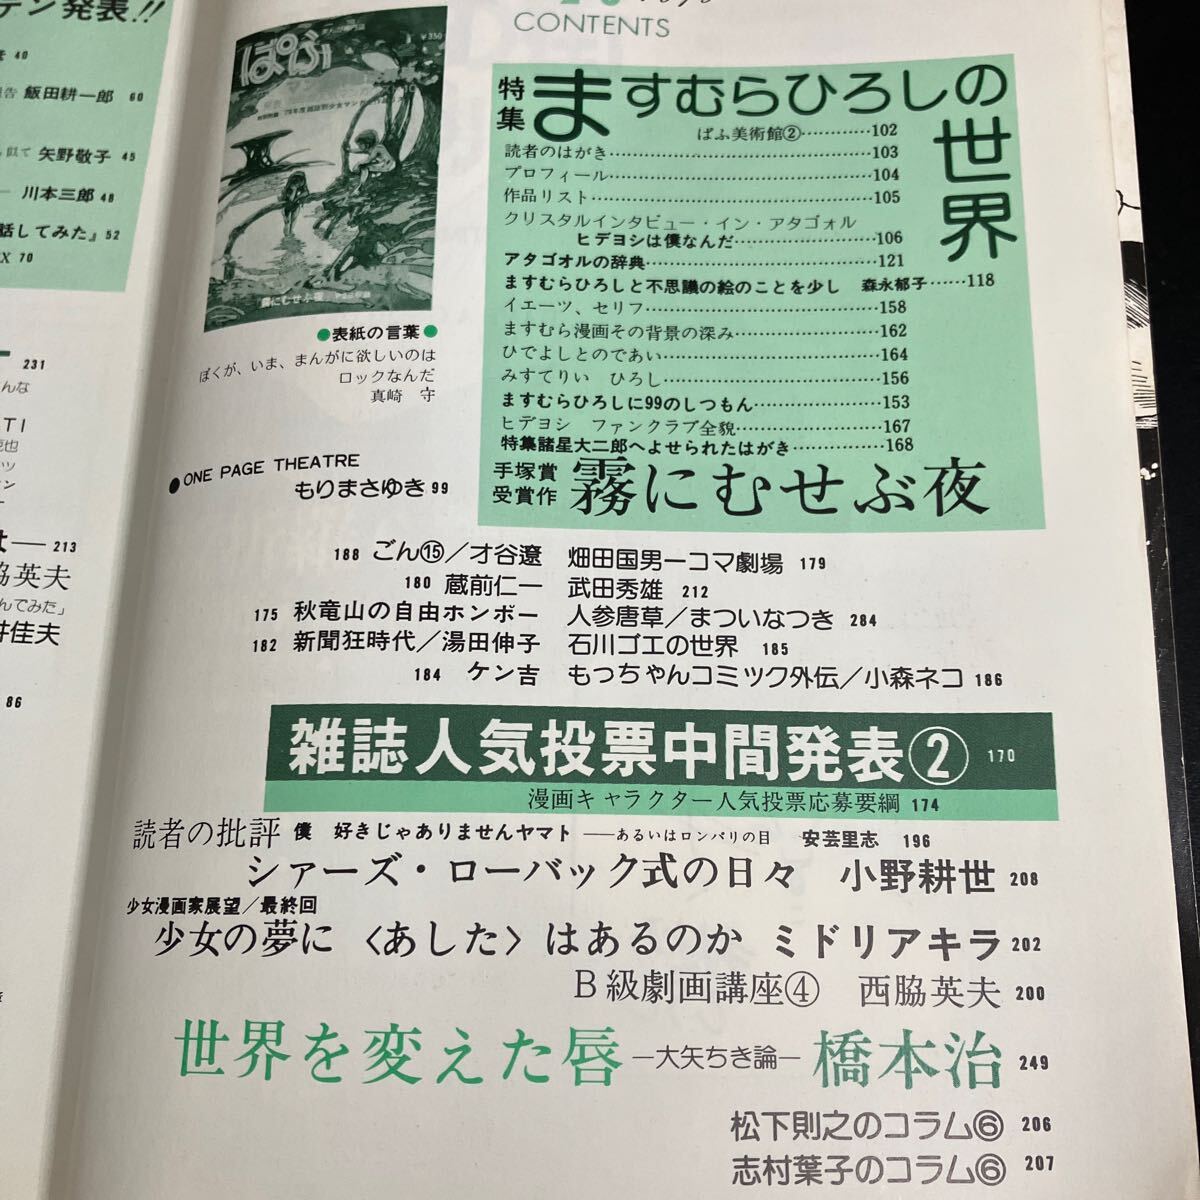 テン発表!!
40
飯田耕一郎 60
似て 矢野敬子 45
川本三郎 48
話してみた』52
X 70
231
んな
TI
克也
ツ
ン
は— 213
脇英夫
んでみた」
井佳夫
86
CONTENTS
ぱふ
¥350
霧にむせぶ夜
●表紙の言葉●
ぼくが、いま、まんがに欲しいのは
ロックなんだ
真崎 守
● ONE PAGE THEATRE
もりまさゆき 99
特集 ますむらひろしの世界
ぱふ美術館②…………102
読者のはがき…………103
プロフィール…………104
作品リスト…………105
クリスタルインタビュー・イン・アタゴォル
ヒデヨシは僕なんだ…………106
アタゴオルの辞典…………121
ますむらひろしと不思議の絵のことを少し 森永郁子……118
イエーツ、セリフ…………158
ますむら漫画その背景の深み…………162
ひでよしとのであい…………164
みすてりい ひろし…………156
ますむらひろしに99のしつもん…………153
ヒデヨシ ファンクラブ全貌…………167
特集諸星大二郎へよせられたはがき…………168
手塚賞受賞作 霧にむせぶ夜
188 ごん⑮/才谷遼 畑田国男一コマ劇場 179
180 蔵前仁一 武田秀雄 212
175 秋竜山の自由ホンポー 人参唐草/まついなつき 284
182 新聞狂時代/湯田伸子 石川ゴエの世界 185
184 ケン吉 もっちゃんコミック外伝/小森ネコ 186
雑誌人気投票中間発表② 170
漫画キャラクター人気投票応募要綱 174
読者の批評 僕 好きじゃありませんヤマト ——あるいはロンパリの目 安芸里志 196
シァーズ・ローバック式の日々 小野耕世 208
少女漫画家展望/最終回
少女の夢に〈あした〉はあるのか ミドリアキラ 202
B級劇画講座④ 西脇英夫 200
世界を変えた唇 —大矢ちき論— 橋本治 249
松下則之のコラム⑥ 206
志村葉子のコラム⑥ 207